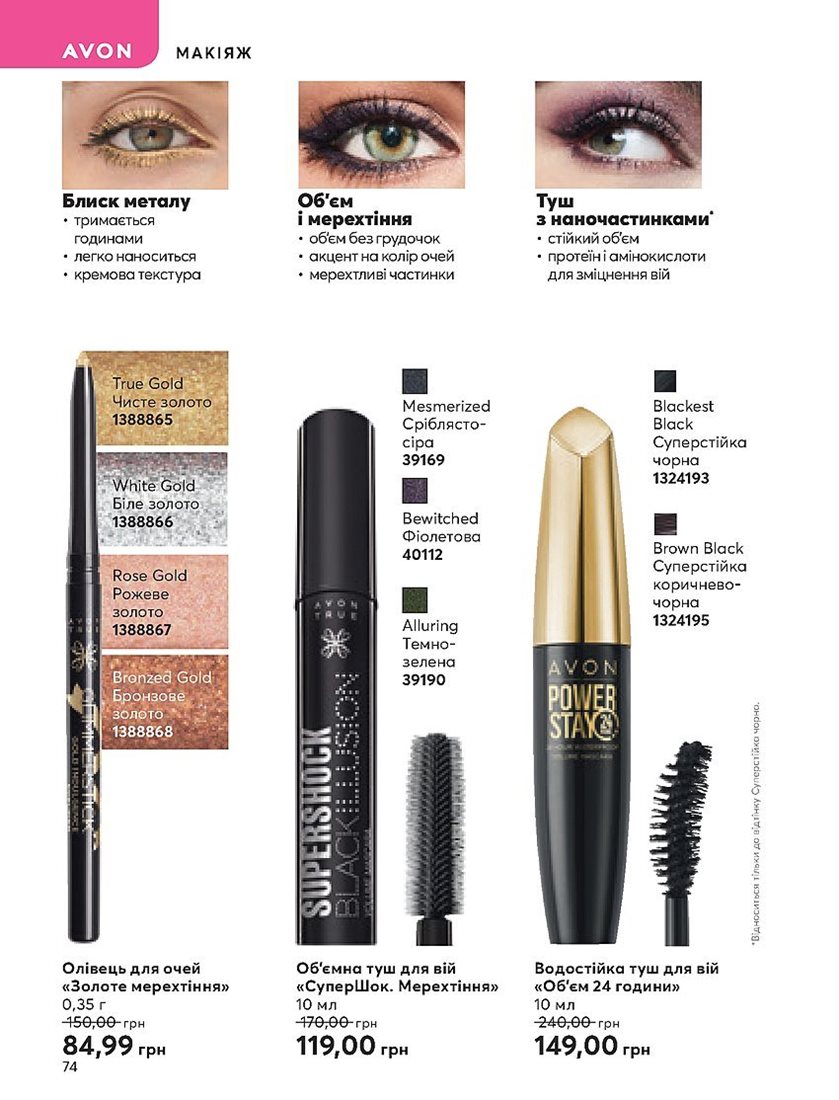 AVON
МАКІЯЖ
Блиск металу
• тримається
годинами
• легко наноситься
• кремова текстура
Об'єм
і мерехтіння
• об'єм без грудочок
• акцент на колір очей
• мерехтливі частинки
Туш
з наночастинками*
• стійкий об'єм
• протеїн і амінокислоти
для зміцнення вій
True Gold
Чисте золото
1388865
White Gold
Біле золото
1388866
Rose Gold
Рожеве
золото
1388867
Bronzed Gold
Бронзове
золото
1388868
GLIMMERSTICK
GOLD INDULGENCE
Mesmerized
Сріблясто-
сіра
39169
Bewitched
Фіолетова
40112
Alluring
Темно-
зелена
39190
AVON
TRUE
SUPERSHOCK
BLACK ILLUSION
VOLUME MASCARA
Blackest
Black
Суперстійка
чорна
1324193
Brown Black
Суперстійка
коричнево-
чорна
1324195
AVON
POWER
STAY 24
24 HOUR WATERPROOF
VOLUME MASCARA
*Відноситься тільки до відтінку Суперстійка чорна.
Олівець для очей
«Золоте мерехтіння»
0,35 г
150,00 грн
84,99 грн
Об'ємна туш для вій
«СуперШок. Мерехтіння»
10 мл
170,00 грн
119,00 грн
Водостійка туш для вій
«Об'єм 24 години»
10 мл
240,00 грн
149,00 грн
74